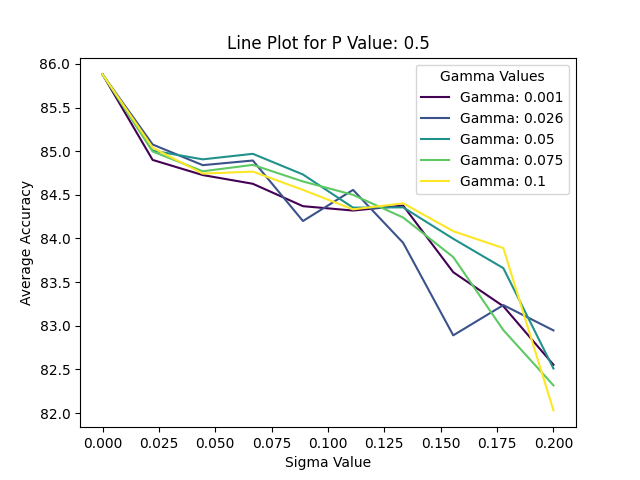 Line Plot for P Value: 0.5
Gamma Values
Gamma: 0.001
Gamma: 0.026
Gamma: 0.05
Gamma: 0.075
Gamma: 0.1
Average Accuracy
86.0
85.5
85.0
84.5
84.0
83.5
83.0
82.5
82.0
0.000 0.025 0.050 0.075 0.100 0.125 0.150 0.175 0.200
Sigma Value